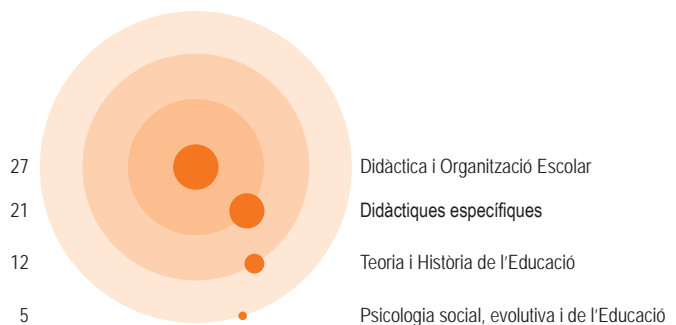 27 Didàctica i Organització Escolar
21 Didàctiques específiques
12 Teoria i Història de l'Educació
5 Psicologia social, evolutiva i de l'Educació